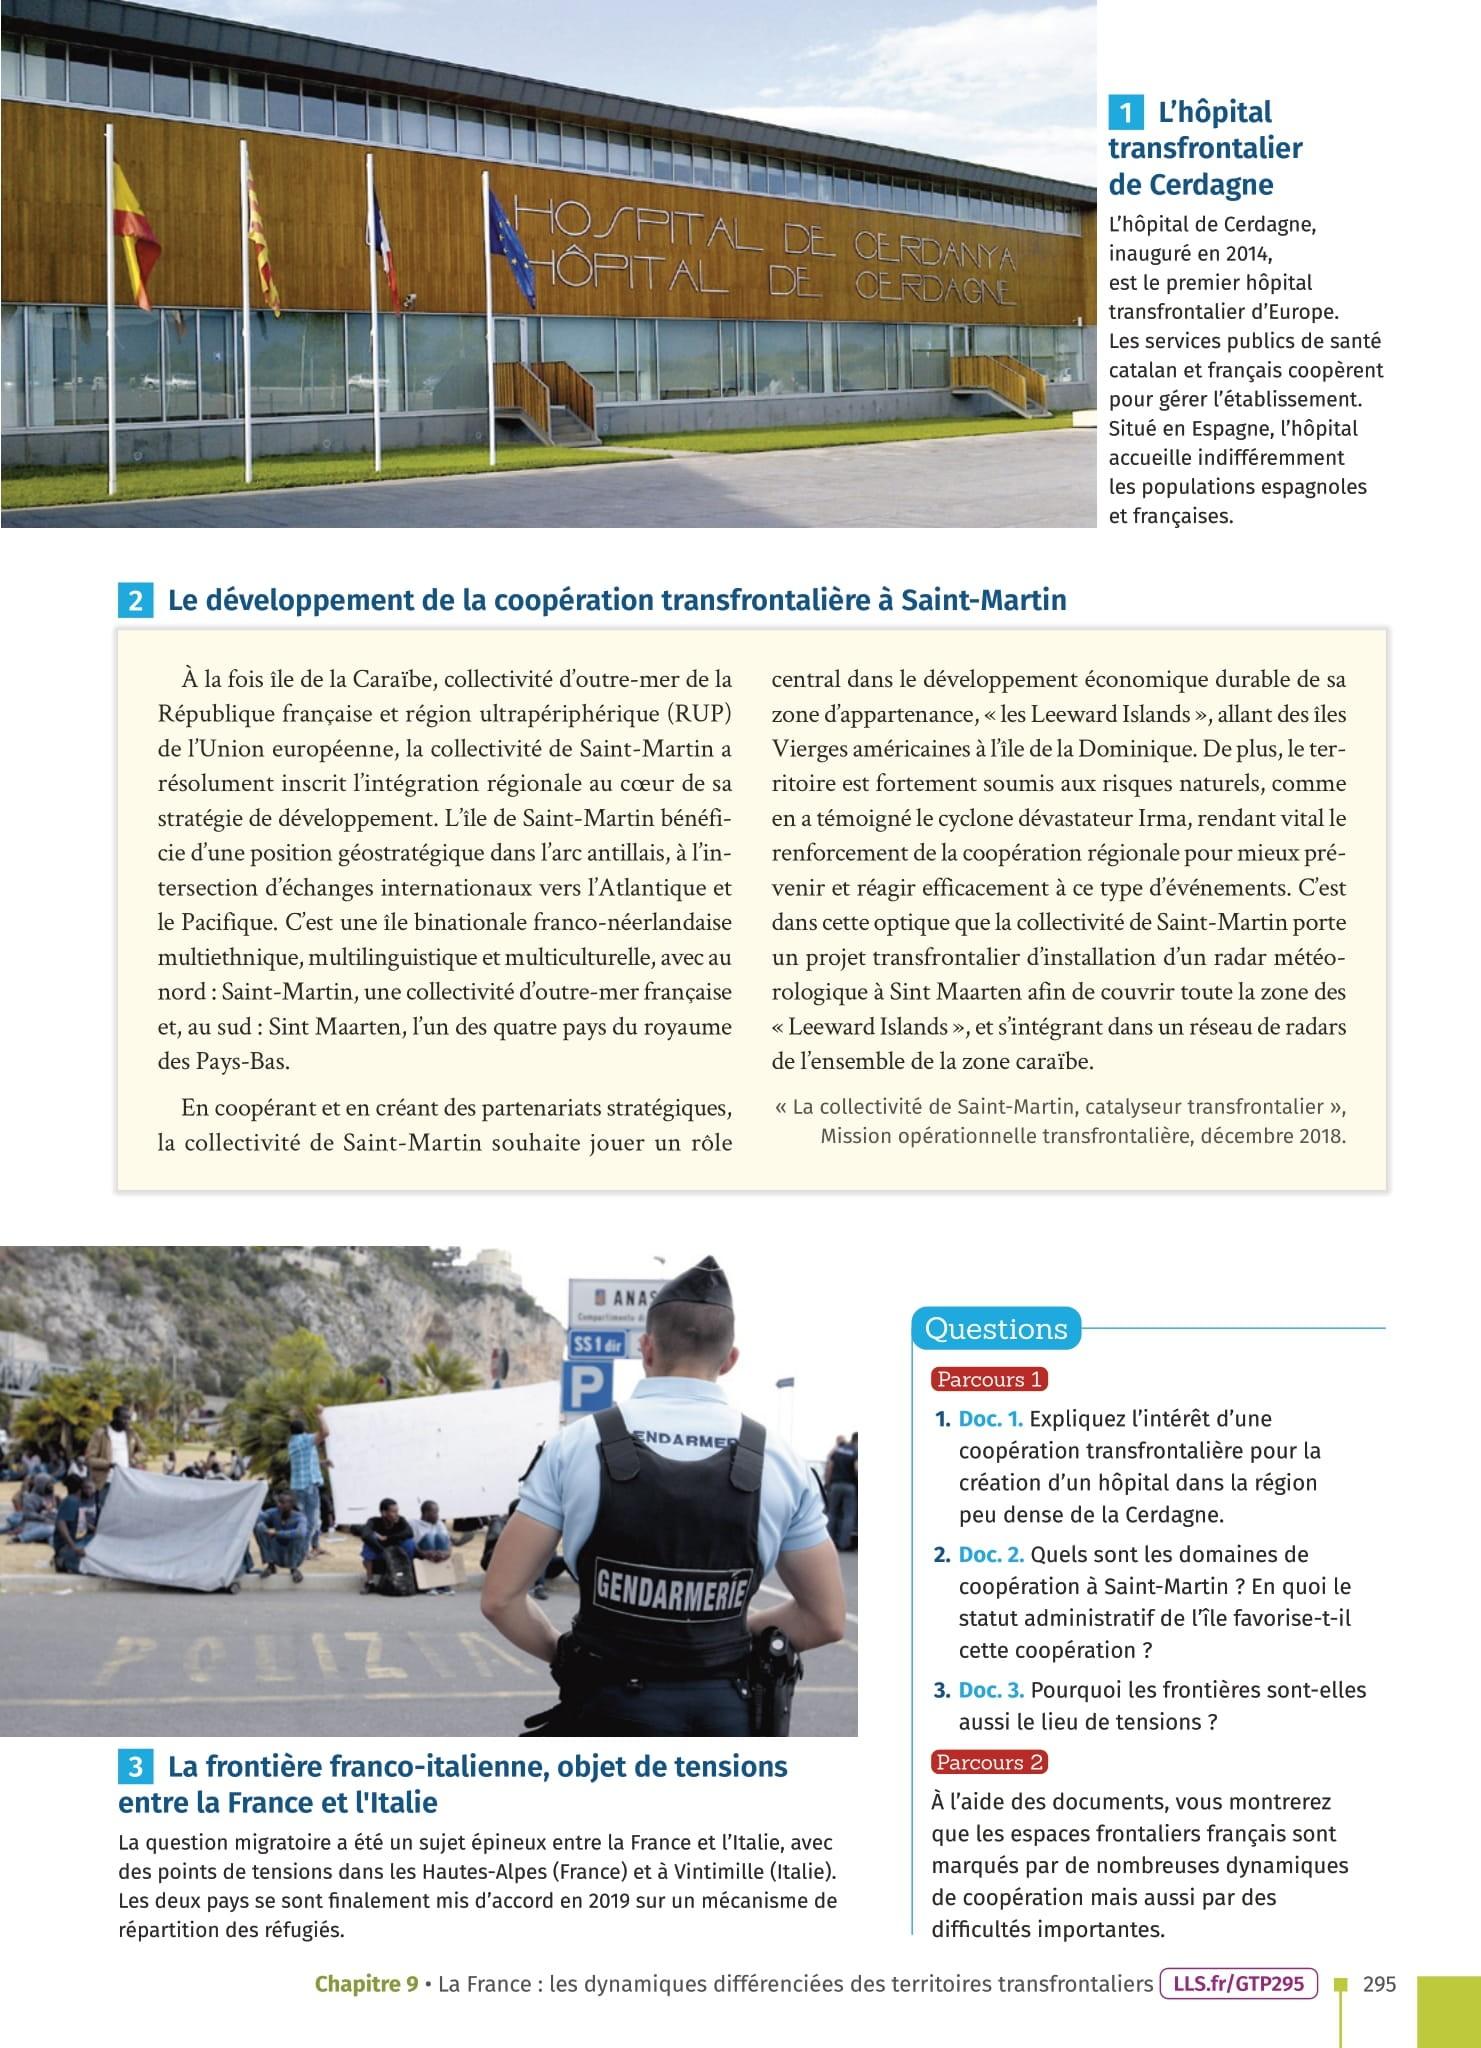 HOSPITAL DE CERDANYA
HÔPITAL DE CERDAGNE
1 L’hôpital
transfrontalier
de Cerdagne
L’hôpital de Cerdagne,
inauguré en 2014,
est le premier hôpital
transfrontalier d’Europe.
Les services publics de santé
catalan et français coopèrent
pour gérer l’établissement.
Situé en Espagne, l’hôpital
accueille indifféremment
les populations espagnoles
et françaises.
2 Le développement de la coopération transfrontalière à Saint-Martin
À la fois île de la Caraïbe, collectivité d’outre-mer de la
République française et région ultrapériphérique (RUP)
de l’Union européenne, la collectivité de Saint-Martin a
résolument inscrit l’intégration régionale au cœur de sa
stratégie de développement. L’île de Saint-Martin bénéfi-
cie d’une position géostratégique dans l’arc antillais, à l’in-
tersection d’échanges internationaux vers l’Atlantique et
le Pacifique. C’est une île binationale franco-néerlandaise
multiethnique, multilinguistique et multiculturelle, avec au
nord : Saint-Martin, une collectivité d’outre-mer française
et, au sud : Sint Maarten, l’un des quatre pays du royaume
des Pays-Bas.
En coopérant et en créant des partenariats stratégiques,
la collectivité de Saint-Martin souhaite jouer un rôle
central dans le développement économique durable de sa
zone d’appartenance, « les Leeward Islands », allant des îles
Vierges américaines à l’île de la Dominique. De plus, le ter-
ritoire est fortement soumis aux risques naturels, comme
en a témoigné le cyclone dévastateur Irma, rendant vital le
renforcement de la coopération régionale pour mieux pré-
venir et réagir efficacement à ce type d’événements. C’est
dans cette optique que la collectivité de Saint-Martin porte
un projet transfrontalier d’installation d’un radar météo-
rologique à Sint Maarten afin de couvrir toute la zone des
« Leeward Islands », et s’intégrant dans un réseau de radars
de l’ensemble de la zone caraïbe.
« La collectivité de Saint-Martin, catalyseur transfrontalier »,
Mission opérationnelle transfrontalière, décembre 2018.
ANAS
SS 1 dir
P
GENDARMERIE
POLIZIA
3 La frontière franco-italienne, objet de tensions
entre la France et l'Italie
La question migratoire a été un sujet épineux entre la France et l’Italie, avec
des points de tensions dans les Hautes-Alpes (France) et à Vintimille (Italie).
Les deux pays se sont finalement mis d’accord en 2019 sur un mécanisme de
répartition des réfugiés.
Questions
Parcours 1
1. Doc. 1. Expliquez l’intérêt d’une
coopération transfrontalière pour la
création d’un hôpital dans la région
peu dense de la Cerdagne.
2. Doc. 2. Quels sont les domaines de
coopération à Saint-Martin ? En quoi le
statut administratif de l’île favorise-t-il
cette coopération ?
3. Doc. 3. Pourquoi les frontières sont-elles
aussi le lieu de tensions ?
Parcours 2
À l’aide des documents, vous montrerez
que les espaces frontaliers français sont
marqués par de nombreuses dynamiques
de coopération mais aussi par des
difficultés importantes.
Chapitre 9 • La France : les dynamiques différenciées des territoires transfrontaliers LLS.fr/GTP295 295